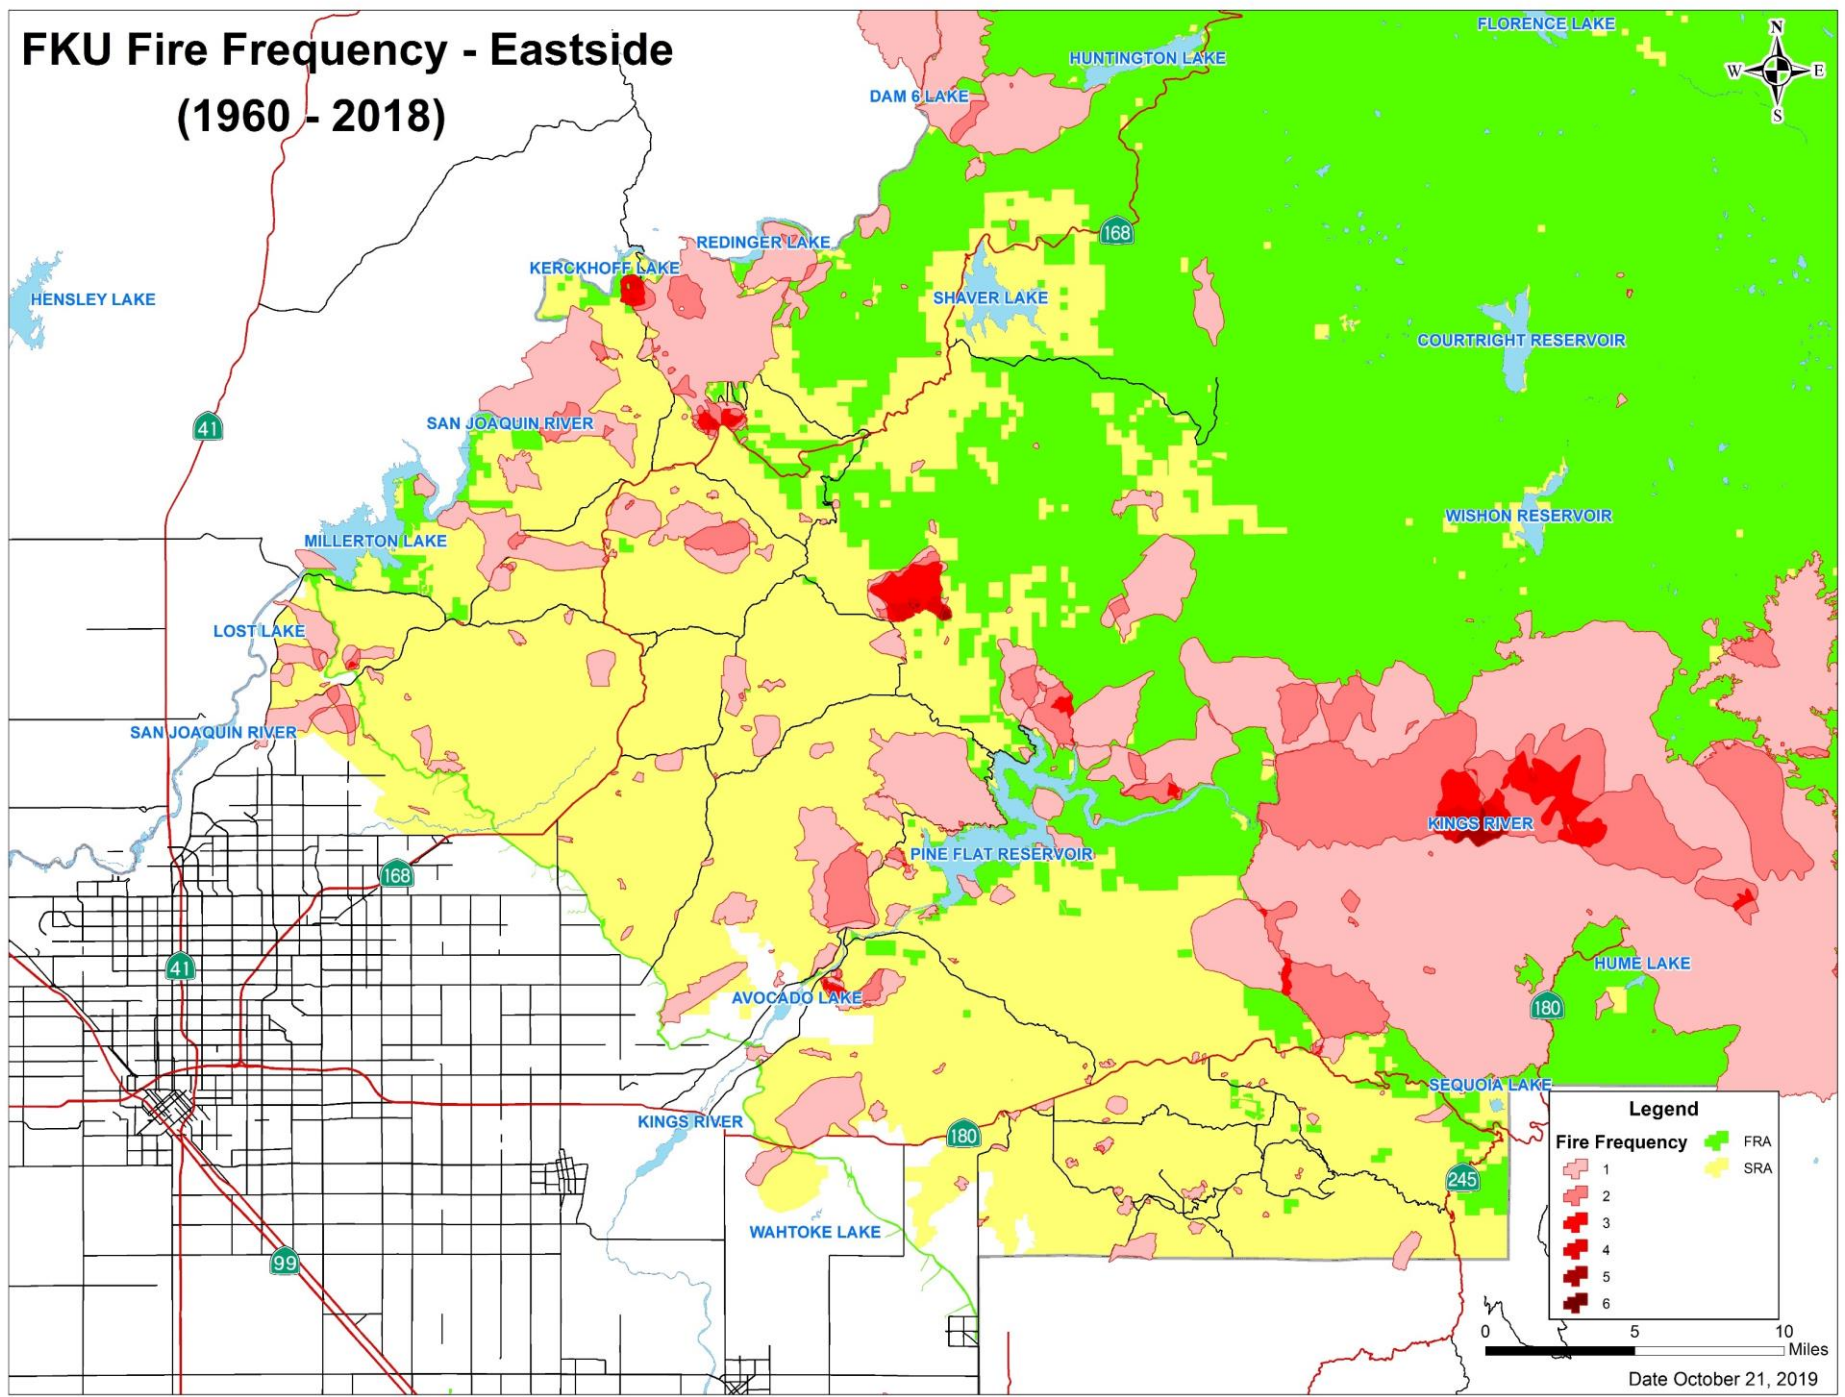 FKU Fire Frequency - Eastside
(1960 - 2018)
FLORENCE LAKE
N
W E
S
HUNTINGTON LAKE
DAM 6 LAKE
168
REDINGER LAKE
KERCKHOFF LAKE
HENSLEY LAKE
SHAVER LAKE
COURTRIGHT RESERVOIR
41
SAN JOAQUIN RIVER
WISHON RESERVOIR
MILLERTON LAKE
LOST LAKE
SAN JOAQUIN RIVER
KINGS RIVER
PINE FLAT RESERVOIR
168
41
HUME LAKE
AVOCADO LAKE
180
SEQUOIA LAKE
KINGS RIVER
180
245
WAHTOKE LAKE
99
Legend
Fire Frequency
1
2
3
4
5
6
FRA
SRA
0 5 10
Miles
Date October 21, 2019